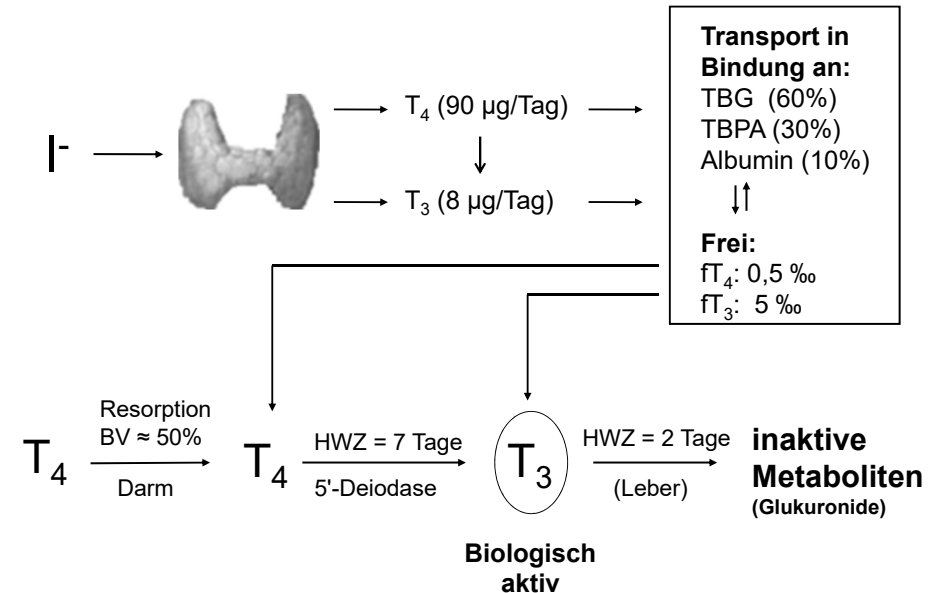 I-
T4 (90 µg/Tag)
T3 (8 µg/Tag)
Transport in
Bindung an:
TBG (60%)
TBPA (30%)
Albumin (10%)
Frei:
fT4: 0,5 ‰
fT3: 5 ‰
T4
Resorption
BV ≈ 50%
Darm
T4
HWZ = 7 Tage
5'-Deiodase
T3
HWZ = 2 Tage
(Leber)
inaktive
Metaboliten
(Glukuronide)
Biologisch
aktiv